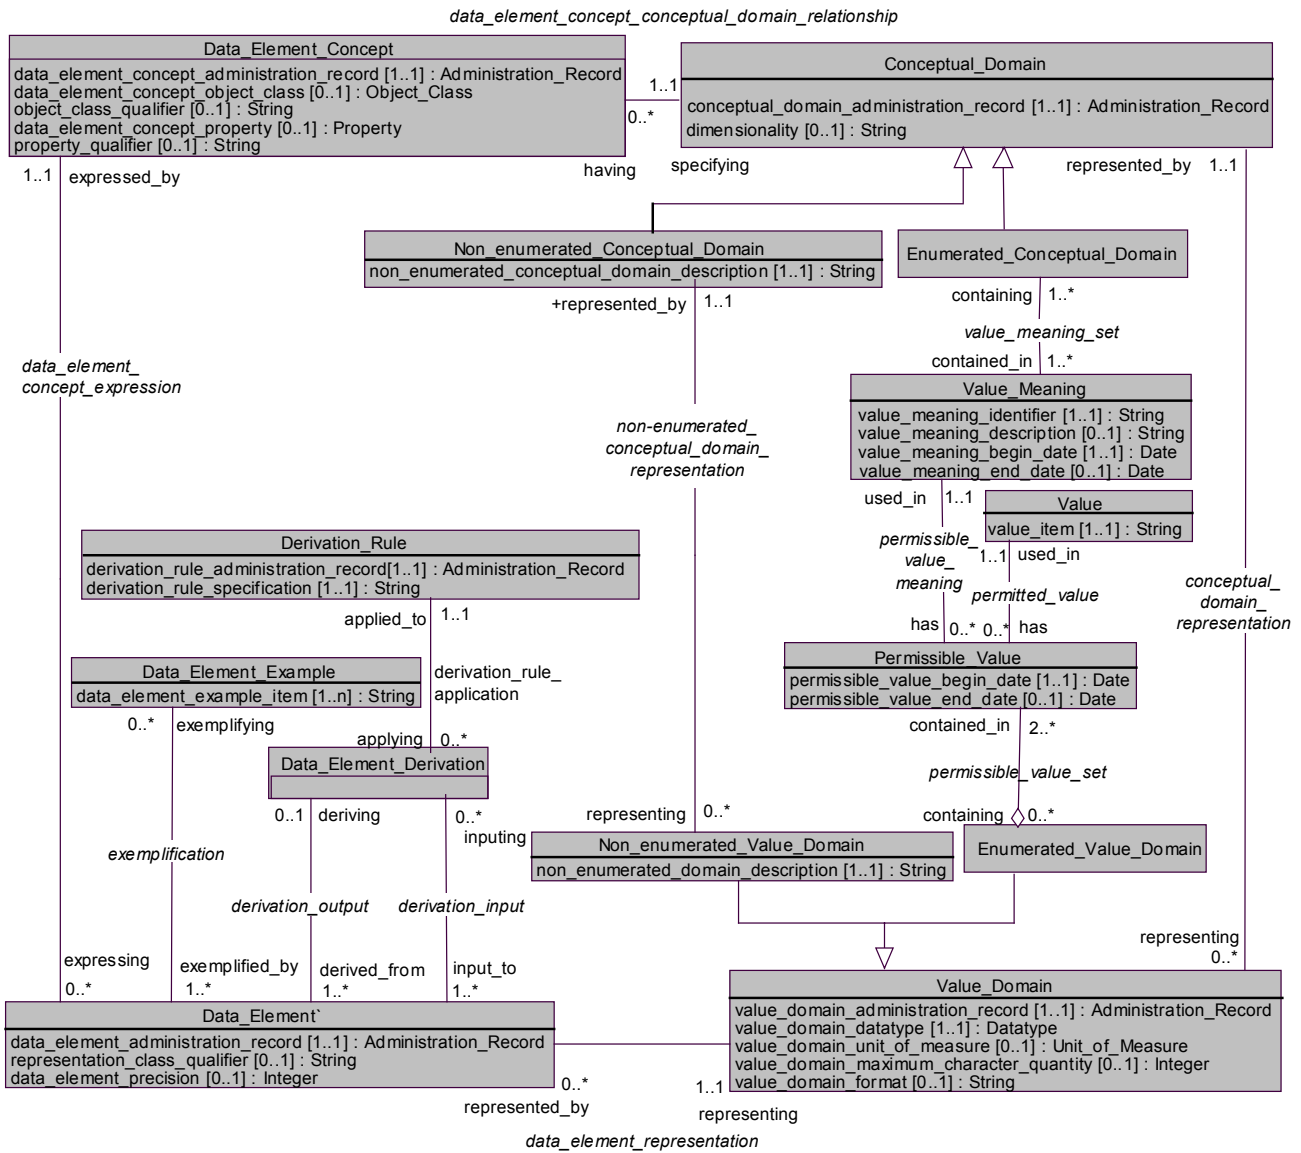 data_element_concept_conceptual_domain_relationship
Data_Element_Concept
data_element_concept_administration_record [1..1] : Administration_Record
data_element_concept_object_class [0..1] : Object_Class
object_class_qualifier [0..1] : String
data_element_concept_property [0..1] : Property
property_qualifier [0..1] : String
Conceptual_Domain
conceptual_domain_administration_record [1..1] : Administration_Record
dimensionality [0..1] : String
1..1
0..*
having
specifying
represented_by
1..1
1..1
expressed_by
Non_enumerated_Conceptual_Domain
non_enumerated_conceptual_domain_description [1..1] : String
Enumerated_Conceptual_Domain
+represented_by
1..1
containing
1..*
value_meaning_set
contained_in
1..*
data_element_
concept_expression
Value_Meaning
value_meaning_identifier [1..1] : String
value_meaning_description [0..1] : String
value_meaning_begin_date [1..1] : Date
value_meaning_end_date [0..1] : Date
non-enumerated_
conceptual_domain_
representation
used_in
1..1
Value
value_item [1..1] : String
permissible_
value_
meaning
1..1
used_in
permitted_value
conceptual_
domain_
representation
Derivation_Rule
derivation_rule_administration_record[1..1] : Administration_Record
derivation_rule_specification [1..1] : String
applied_to
1..1
has
0..*
0..*
has
Permissible_Value
permissible_value_begin_date [1..1] : Date
permissible_value_end_date [0..1] : Date
Data_Element_Example
data_element_example_item [1..n] : String
derivation_rule_
application
0..*
exemplifying
applying
0..*
contained_in
2..*
Data_Element_Derivation
permissible_value_set
0..1
deriving
0..*
inputing
representing
0..*
containing
0..*
Non_enumerated_Value_Domain
non_enumerated_domain_description [1..1] : String
Enumerated_Value_Domain
exemplification
derivation_output
derivation_input
representing
0..*
expressing
0..*
exemplified_by
1..*
derived_from
1..*
input_to
1..*
Data_Element`
data_element_administration_record [1..1] : Administration_Record
representation_class_qualifier [0..1] : String
data_element_precision [0..1] : Integer
Value_Domain
value_domain_administration_record [1..1] : Administration_Record
value_domain_datatype [1..1] : Datatype
value_domain_unit_of_measure [0..1] : Unit_of_Measure
value_domain_maximum_character_quantity [0..1] : Integer
value_domain_format [0..1] : String
0..*
represented_by
1..1
representing
data_element_representation